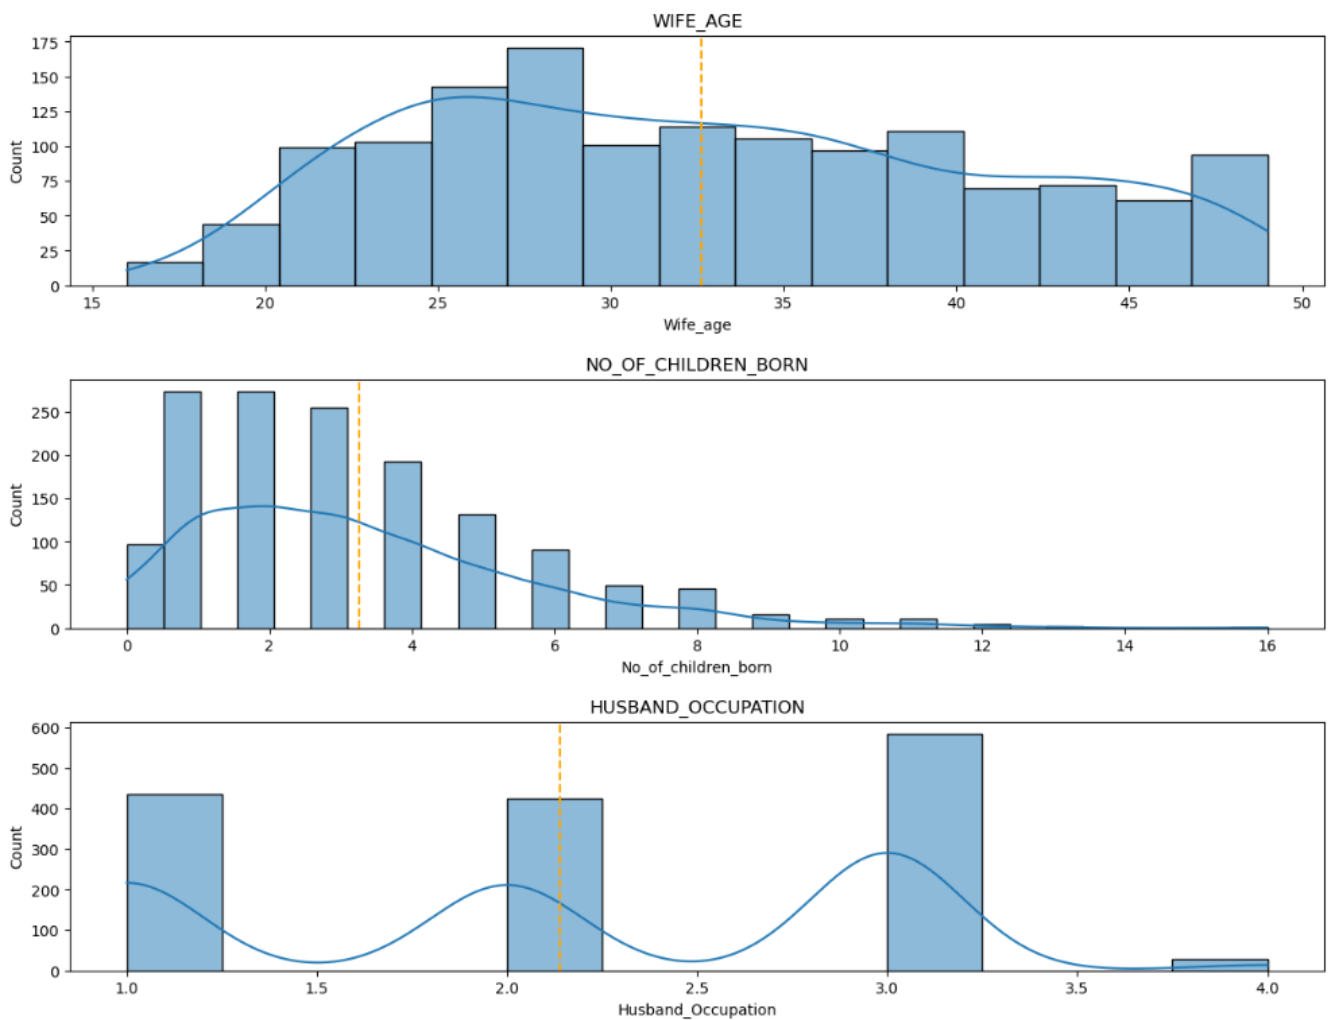 WIFE_AGE
175
150
125
100
75
50
25
0
Count
15 20 25 30 35 40 45 50
Wife_age
NO_OF_CHILDREN_BORN
250
200
150
100
50
0
Count
0 2 4 6 8 10 12 14 16
No_of_children_born
HUSBAND_OCCUPATION
600
500
400
300
200
100
0
Count
1.0 1.5 2.0 2.5 3.0 3.5 4.0
Husband_Occupation